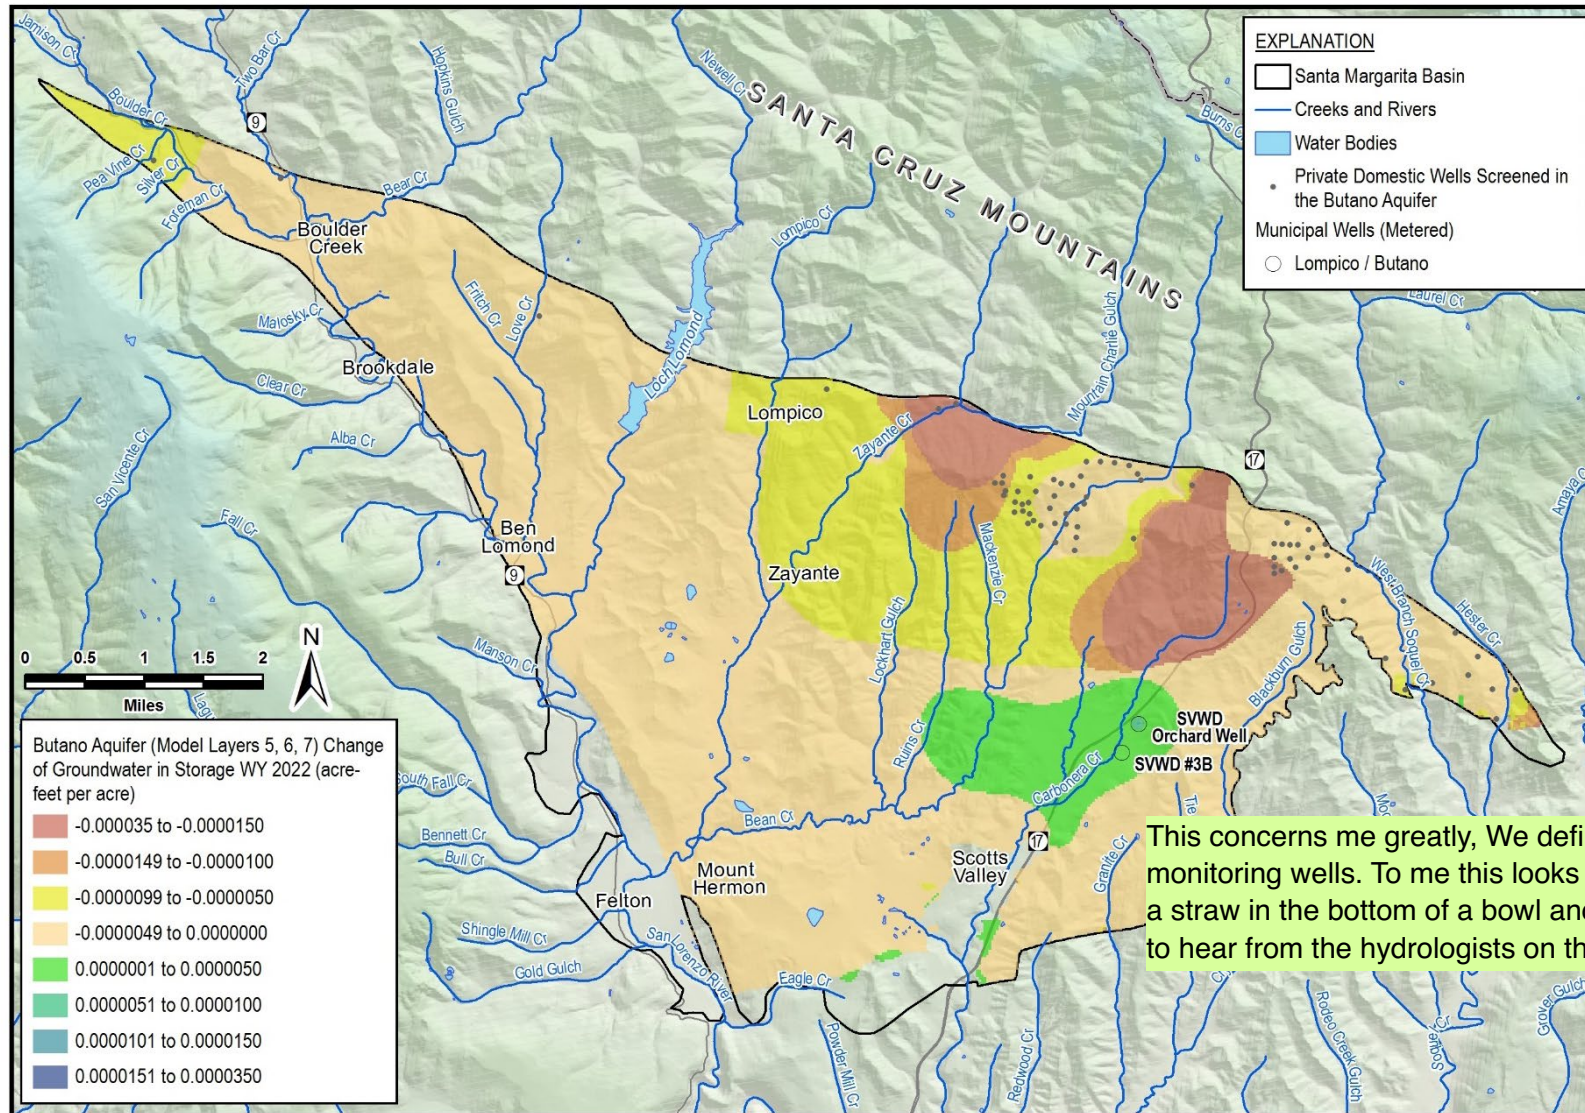 Jamison Cr
Two Bar Cr
Hopkins Gulch
Newell Cr
SANTA CRUZ MOUNTAINS
Boulder Cr
9
Pea Vine Cr
Silver Cr
Foreman Cr
Bear Cr
Boulder
Creek
Lompico Cr
Mountain Charlie Gulch
Laurel Cr
Malosky Cr
Fritch Cr
Love Cr
Loch Lomond
Brookdale
Clear Cr
Lompico
Zayante Cr
17
San Vicente Cr
Alba Cr
Fall Cr
Ben
Lomond
9
Zayante
Lockhart Gulch
Mackenzie Cr
West Branch Soquel Cr
Hester Cr
Blackburn Gulch
Manson Cr
Ruins Cr
SVWD
Orchard Well
SVWD #3B
Carbonera Cr
South Fall Cr
Bean Cr
Bennett Cr
Bull Cr
17
Granite Cr
Mount
Hermon
Scotts
Valley
Felton
Shingle Mill Cr
Gold Gulch
San Lorenzo River
Eagle Cr
Powder Mill Cr
Redwood Cr
Rodeo Creek Gulch
Grover Gulch
EXPLANATION
Santa Margarita Basin
Creeks and Rivers
Water Bodies
Private Domestic Wells Screened in
the Butano Aquifer
Municipal Wells (Metered)
Lompico / Butano
0 0.5 1 1.5 2
Miles
N
Butano Aquifer (Model Layers 5, 6, 7) Change
of Groundwater in Storage WY 2022 (acre-
feet per acre)
-0.000035 to -0.0000150
-0.0000149 to -0.0000100
-0.0000099 to -0.0000050
-0.0000049 to 0.0000000
0.0000001 to 0.0000050
0.0000051 to 0.0000100
0.0000101 to 0.0000150
0.0000151 to 0.0000350
This concerns me greatly, We defi
monitoring wells. To me this looks
a straw in the bottom of a bowl and
to hear from the hydrologists on th